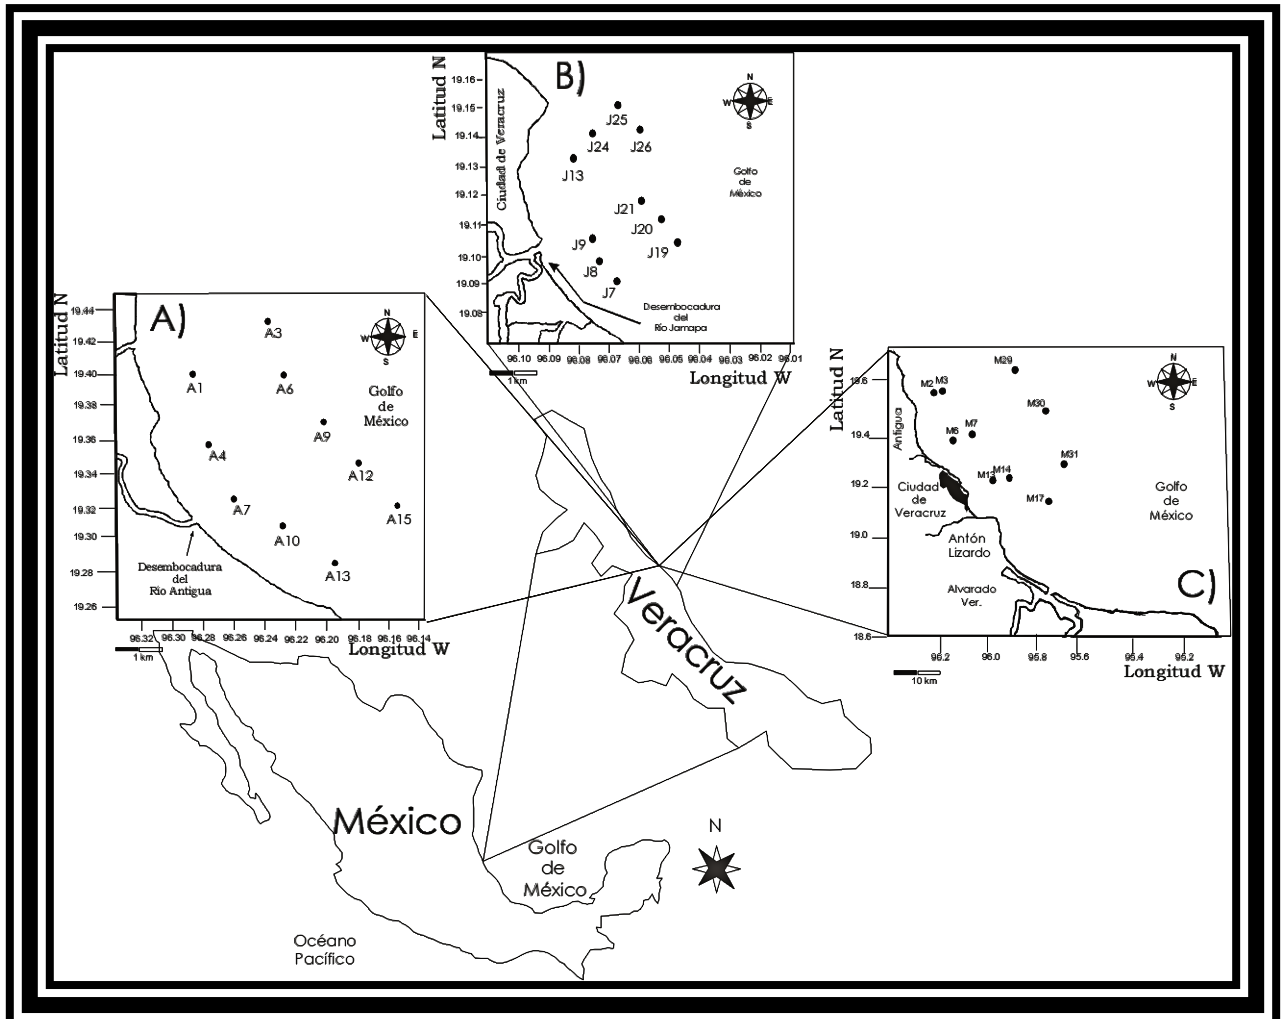 B)
Latitud N
19.16
19.15
19.14
19.13
19.12
19.11
19.10
19.09
19.08
Ciudad de Veracruz
J25
J24
J26
J13
J21
J20
J19
J9
J8
J7
N
W
E
S
Golfo
de
México
Desembocadura
del
Río Jamapa
96.10 96.09 96.08 96.07 96.06 96.05 96.04 96.03 96.02 96.01
1 km
Longitud W
A)
Latitud N
19.44
19.42
19.40
19.38
19.36
19.34
19.32
19.30
19.28
19.26
A3
A1
A6
A9
A4
A12
A7
A15
A10
A13
N
W
E
S
Golfo
de
México
Desembocadura
del
Río Antigua
96.32 96.30 96.28 96.26 96.24 96.22 96.20 96.18 96.16 96.14
1 km
Longitud W
C)
Latitud N
19.6
19.4
19.2
19.0
18.8
18.6
M29
M2
M3
M30
M6
M7
M31
M13
M14
M17
N
W
E
S
Antigua
Ciudad
de
Veracruz
Antón
Lizardo
Alvarado
Ver.
Golfo
de
México
96.2 96.0 95.8 95.6 95.4 95.2
10 km
Longitud W
Veracruz
México
Golfo
de
México
N
Océano
Pacífico